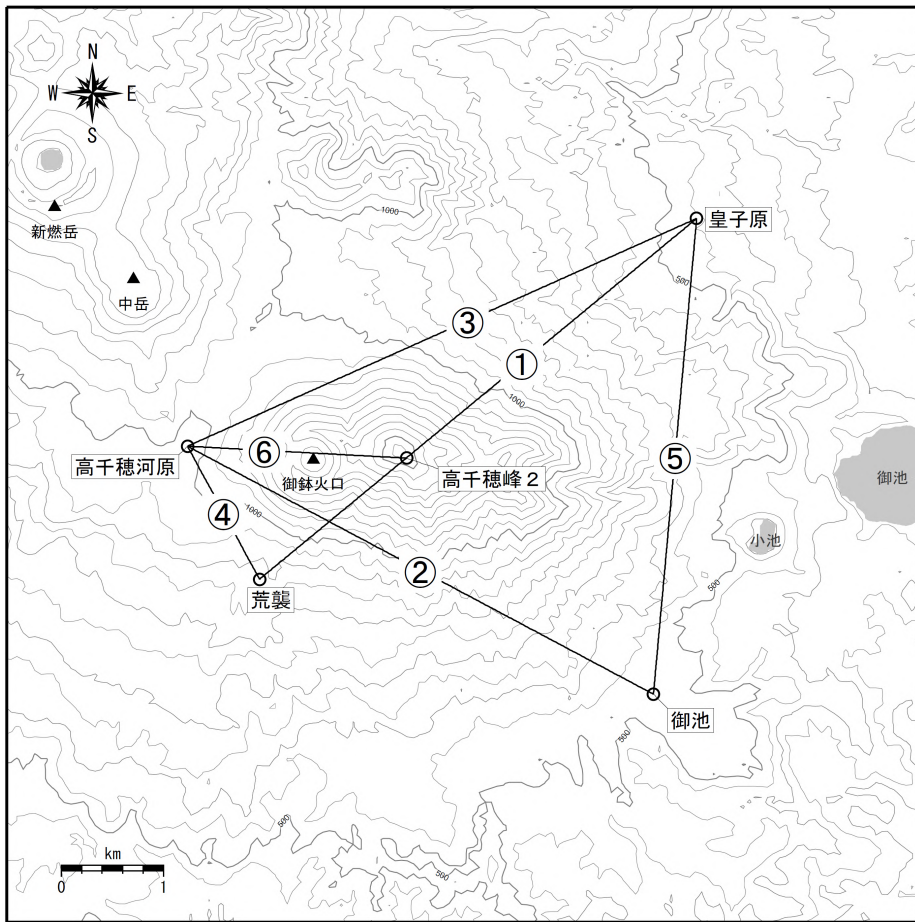 N
W E
S
1000
皇子原
新燃岳
500
中岳
③
①
1000
⑥
⑤
高千穂河原
御鉢火口
高千穂峰2
御池
④
1000
小池
②
荒襲
500
御池
500
500
km
0 1
500